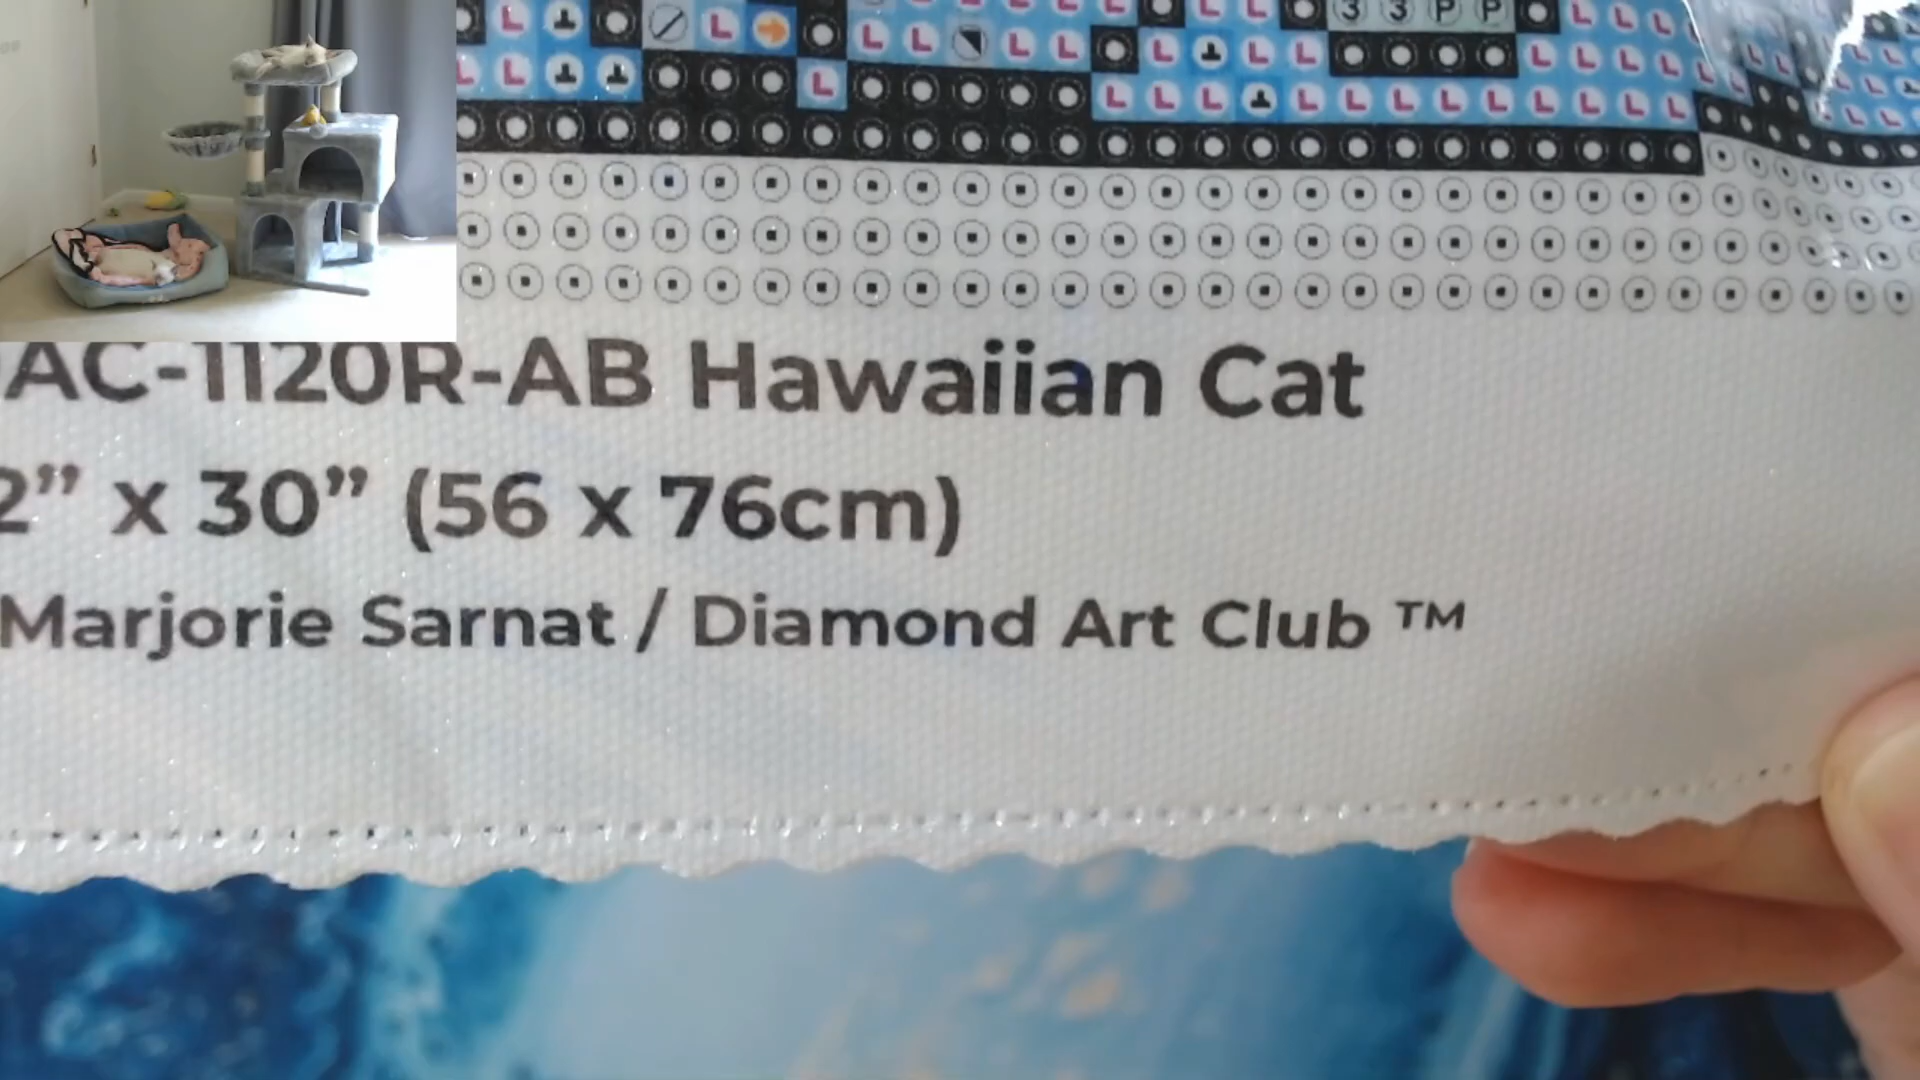 AC-1120R-AB Hawaiian Cat
2” x 30” (56 x 76cm)
Marjorie Sarnat / Diamond Art Club ™